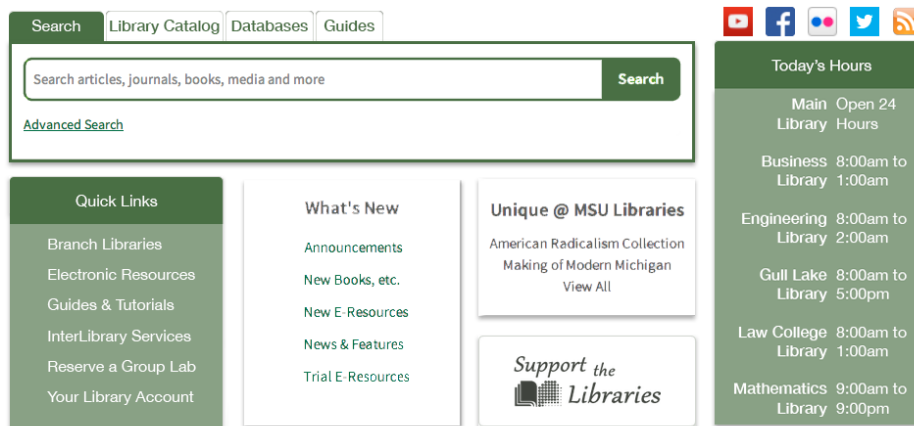 Search
Library Catalog
Databases
Guides
Search articles, journals, books, media and more
Search
Advanced Search
Quick Links
Branch Libraries
Electronic Resources
Guides & Tutorials
InterLibrary Services
Reserve a Group Lab
Your Library Account
What's New
Announcements
New Books, etc.
New E-Resources
News & Features
Trial E-Resources
Unique @ MSU Libraries
American Radicalism Collection
Making of Modern Michigan
View All
Support the
Libraries
Today's Hours
Main Open 24
Library Hours
Business 8:00am to
Library 1:00am
Engineering 8:00am to
Library 2:00am
Gull Lake 8:00am to
Library 5:00pm
Law College 8:00am to
Library 1:00am
Mathematics 9:00am to
Library 9:00pm